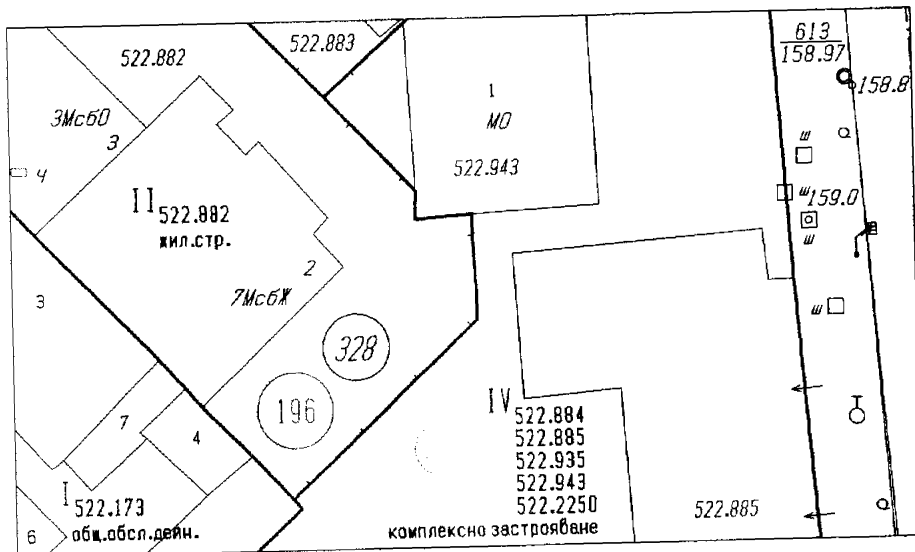 522.882
522.883
613
158.97
158.8
1
МО
522.943
3МсбО
3
4
ш
ш
159.0
ш
II 522.882
жил.стр.
2
7МсбЖ
3
ш
328
196
7
4
IV 522.884
522.885
522.935
522.943
522.2250
комплексно застрояване
522.885
I 522.173
общ.обсл.дейн.
6